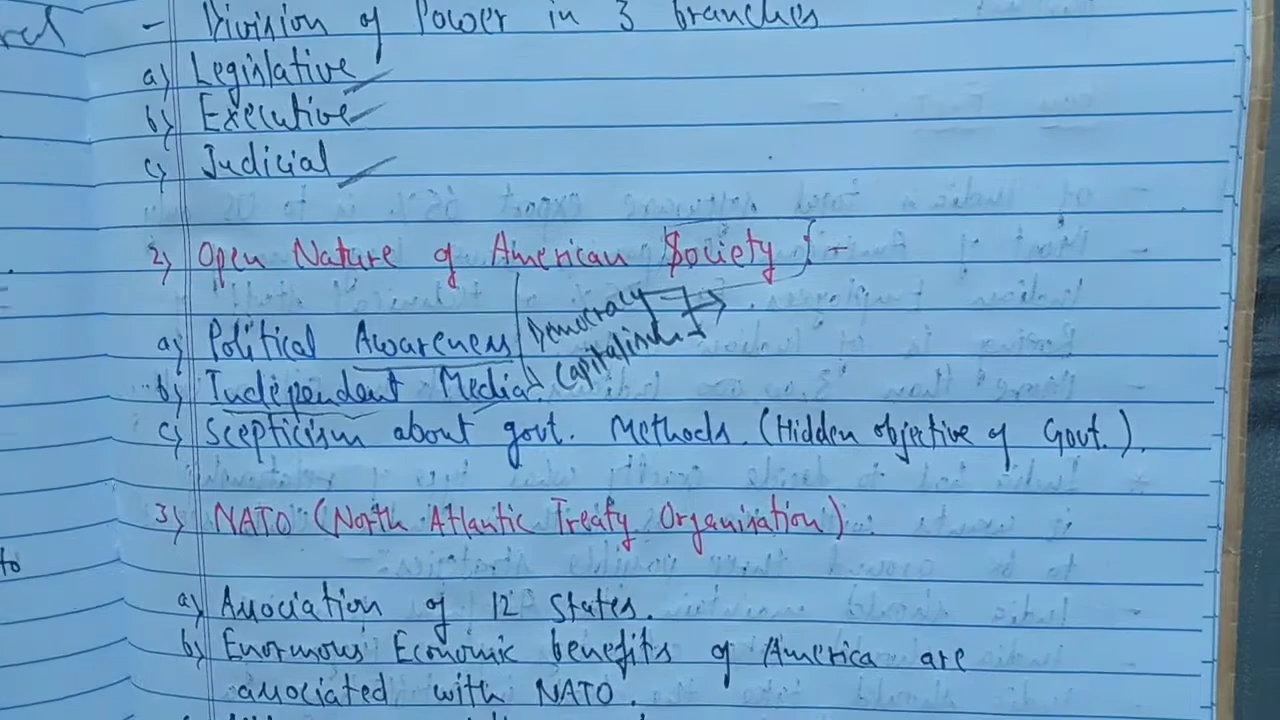 - Division of Power in 3 branches
a) Legislative
b) Executive
c) Judicial
2) Open Nature of American Society :-
Democracy
a) Political Awareness
Capitalism
b) Independent Media
c) Scepticism about govt. Methods. (Hidden objective of Govt.).
3) NATO (North Atlantic Treaty Organisation).
to
a) Association of 12 States.
b) Enormous Economic benefits of America are
associated with NATO.